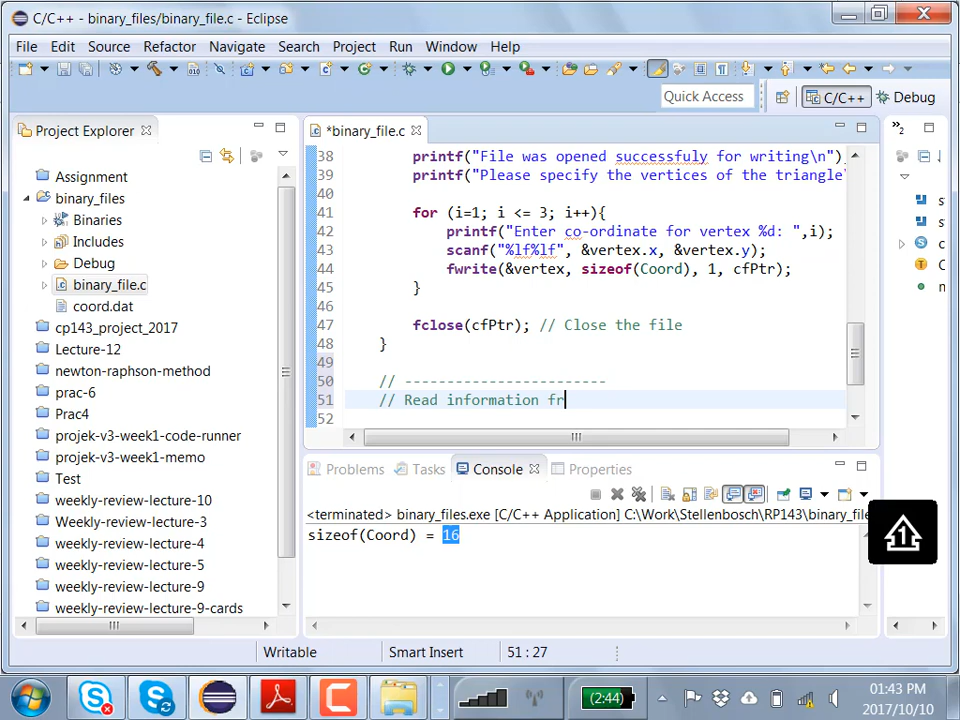 C/C++ - binary_files/binary_file.c - Eclipse
File Edit Source Refactor Navigate Search Project Run Window Help
Quick Access
C/C++
Debug
Project Explorer
Assignment
binary_files
Binaries
Includes
Debug
binary_file.c
coord.dat
cp143_project_2017
Lecture-12
newton-raphson-method
prac-6
Prac4
projek-v3-week1-code-runner
projek-v3-week1-memo
Test
weekly-review-lecture-10
Weekly-review-lecture-3
weekly-review-lecture-4
weekly-review-lecture-5
weekly-review-lecture-9
weekly-review-lecture-9-cards
*binary_file.c
38 printf("File was opened successfuly for writing\n")
39 printf("Please specify the vertices of the triangle
40
41 for (i=1; i <= 3; i++){
42 printf("Enter co-ordinate for vertex %d: ",i);
43 scanf("%lf%lf", &vertex.x, &vertex.y);
44 fwrite(&vertex, sizeof(Coord), 1, cfPtr);
45 }
46
47 fclose(cfPtr); // Close the file
48 }
49
50 // ------------------------
51 // Read information fr
52
2
Problems Tasks Console Properties
<terminated> binary_files.exe [C/C++ Application] C:\Work\Stellenbosch\RP143\binary_file
sizeof(Coord) = 16
1
Writable Smart Insert 51 : 27
(2:44)
01:43 PM
2017/10/10